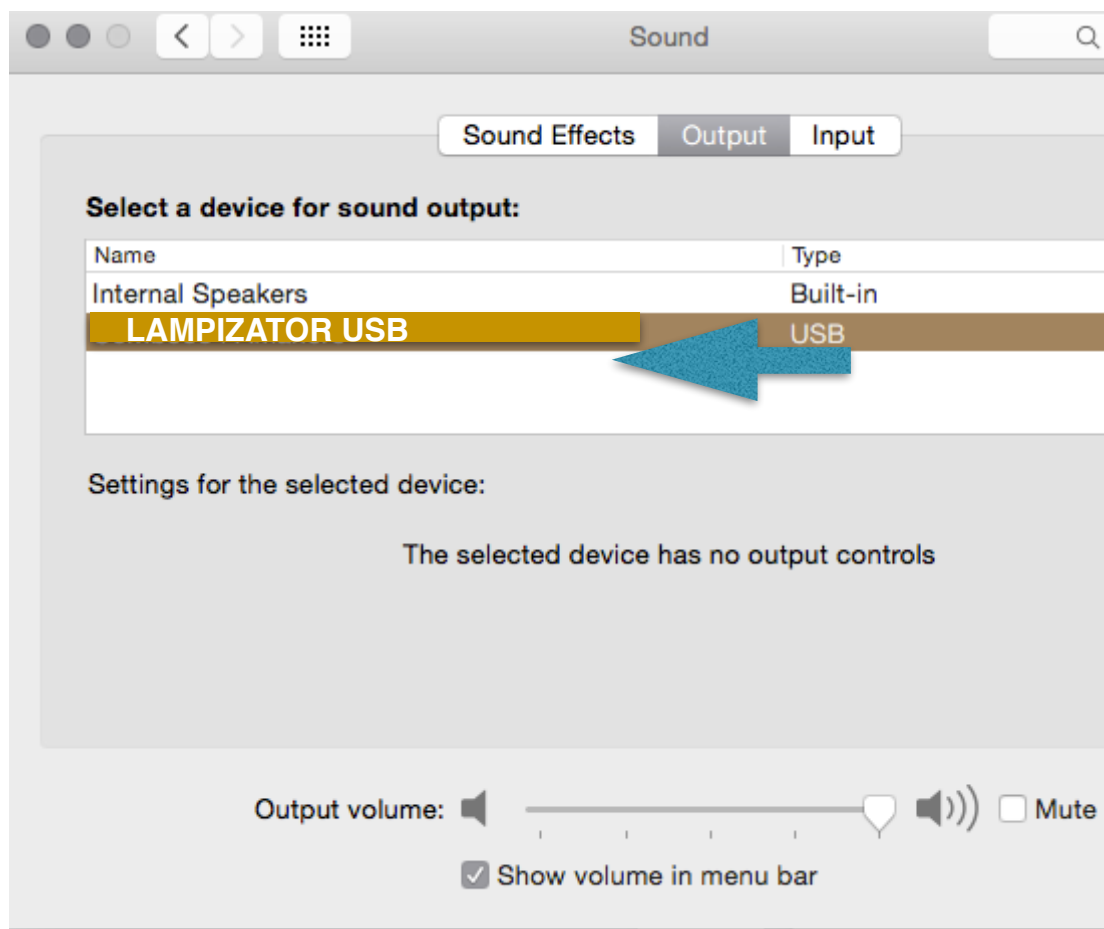 Sound
Sound Effects Output Input
Select a device for sound output:
Name Type
Internal Speakers Built-in
LAMPIZATOR USB USB
Settings for the selected device:
The selected device has no output controls
Output volume: Mute
Show volume in menu bar